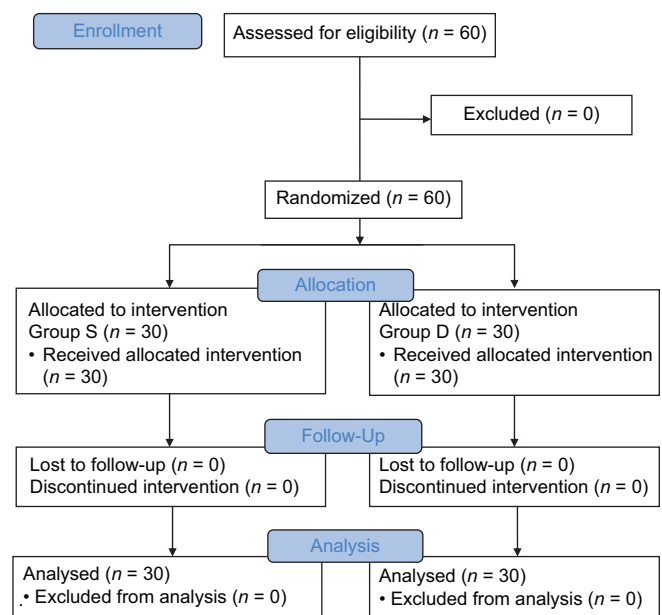 Enrollment
Assessed for eligibility (n = 60)
Excluded (n = 0)
Randomized (n = 60)
Allocation
Allocated to intervention
Group S (n = 30)
• Received allocated intervention
(n = 30)
Allocated to intervention
Group D (n = 30)
• Received allocated intervention
(n = 30)
Follow-Up
Lost to follow-up (n = 0)
Discontinued intervention (n = 0)
Lost to follow-up (n = 0)
Discontinued intervention (n = 0)
Analysis
Analysed (n = 30)
• Excluded from analysis (n = 0)
Analysed (n = 30)
• Excluded from analysis (n = 0)